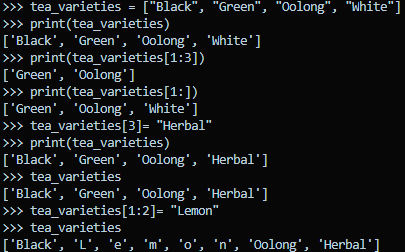 >>> tea_varieties = ["Black", "Green", "Oolong", "White"]
>>> print(tea_varieties)
['Black', 'Green', 'Oolong', 'White']
>>> print(tea_varieties[1:3])
['Green', 'Oolong']
>>> print(tea_varieties[1:])
['Green', 'Oolong', 'White']
>>> tea_varieties[3]= "Herbal"
>>> print(tea_varieties)
['Black', 'Green', 'Oolong', 'Herbal']
>>> tea_varieties
['Black', 'Green', 'Oolong', 'Herbal']
>>> tea_varieties[1:2]= "Lemon"
>>> tea_varieties
['Black', 'L', 'e', 'm', 'o', 'n', 'Oolong', 'Herbal']